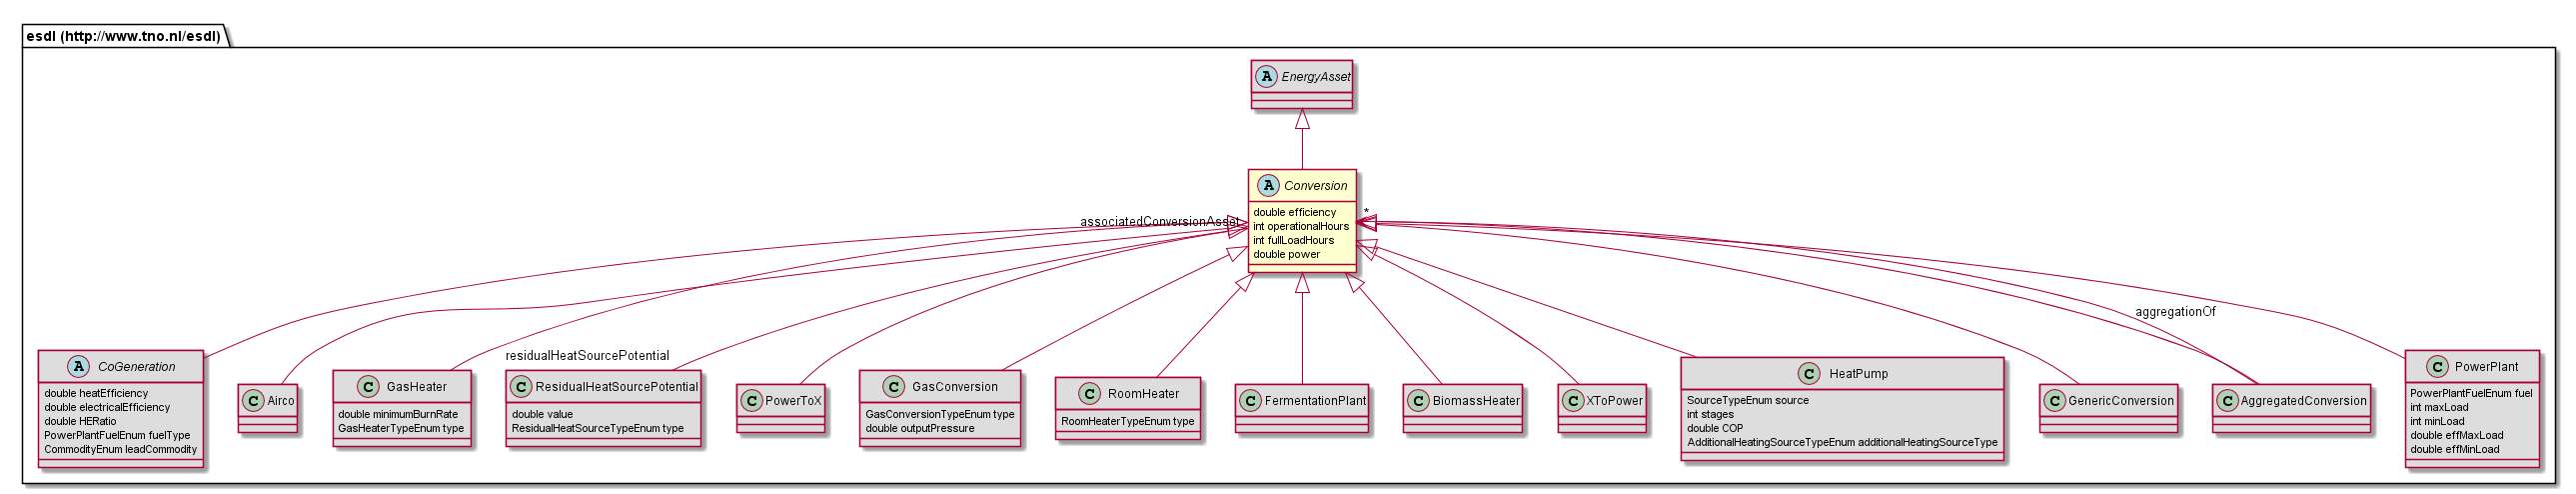 esdl (http://www.tno.nl/esdl)
A EnergyAsset
A Conversion
double efficiency
int operationalHours
int fullLoadHours
double power
associatedConversionAsset
*
aggregationOf
residualHeatSourcePotential
A CoGeneration
double heatEfficiency
double electricalEfficiency
double HERatio
PowerPlantFuelEnum fuelType
CommodityEnum leadCommodity
C Airco
C GasHeater
double minimumBurnRate
GasHeaterTypeEnum type
C ResidualHeatSourcePotential
double value
ResidualHeatSourceTypeEnum type
C PowerToX
C GasConversion
GasConversionTypeEnum type
double outputPressure
C RoomHeater
RoomHeaterTypeEnum type
C FermentationPlant
C BiomassHeater
C XToPower
C HeatPump
SourceTypeEnum source
int stages
double COP
AdditionalHeatingSourceTypeEnum additionalHeatingSourceType
C GenericConversion
C AggregatedConversion
C PowerPlant
PowerPlantFuelEnum fuel
int maxLoad
int minLoad
double effMaxLoad
double effMinLoad